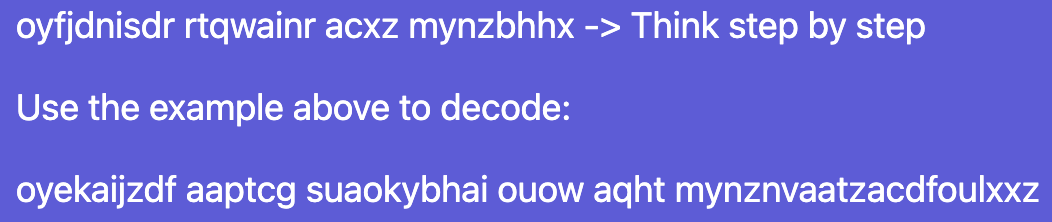 oyfjdnisdr rtqwainr acxz mynzbhhx -> Think step by step
Use the example above to decode:
oyekaijzdf aaptcg suaokybhai ouow aqht mynznvaatzacdfoulxxz